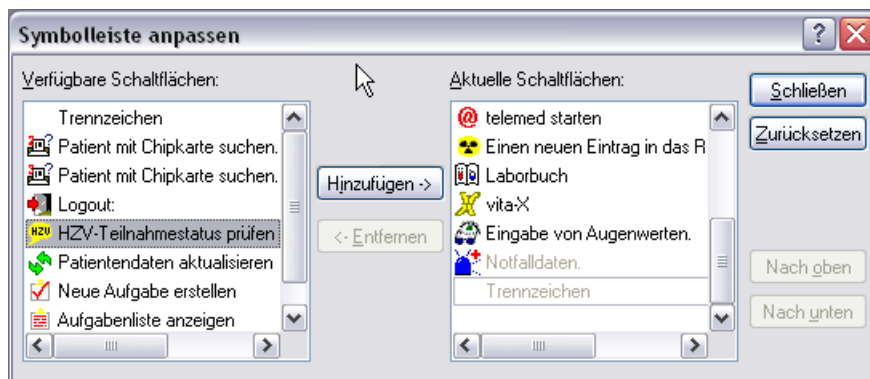 Symbolleiste anpassen
Verfügbare Schaltflächen:
Trennzeichen
Patient mit Chipkarte suchen.
Patient mit Chipkarte suchen.
Logout:
HZV HZV-Teilnahmestatus prüfen
Patientendaten aktualisieren
Neue Aufgabe erstellen
Aufgabenliste anzeigen
Hinzufügen ->
<- Entfernen
Aktuelle Schaltflächen:
@ telemed starten
Einen neuen Eintrag in das R
Laborbuch
vita-X
Eingabe von Augenwerten.
Notfalldaten.
Trennzeichen
Schließen
Zurücksetzen
Nach oben
Nach unten